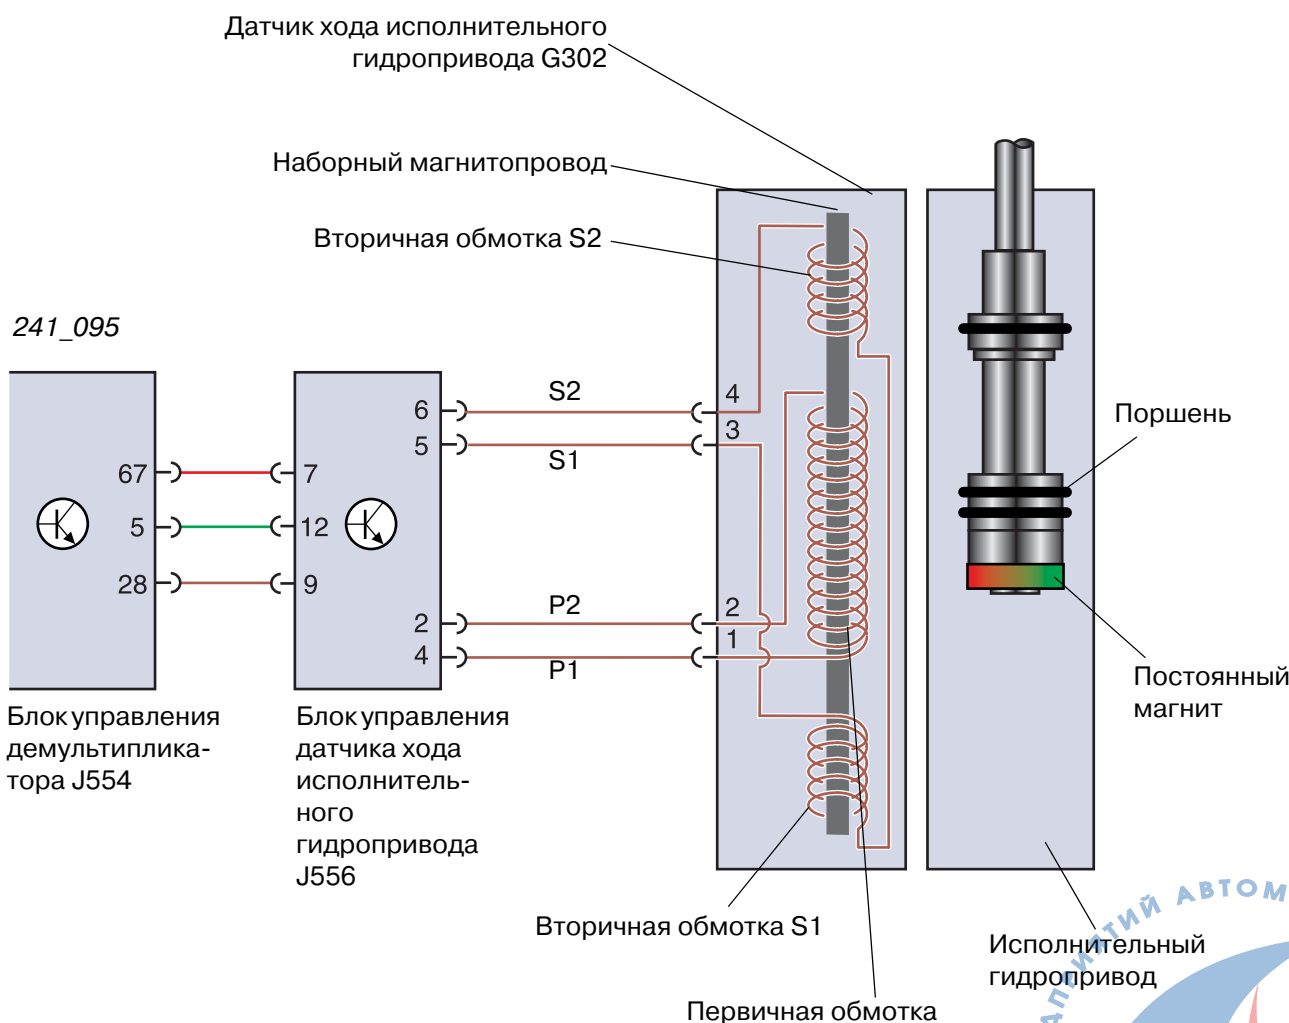 Датчик хода исполнительного
гидропривода G302
Наборный магнитопровод
Вторичная обмотка S2
241_095
S2
S1
P2
P1
6
5
2
4
4
3
2
1
67
5
28
7
12
9
Поршень
Постоянный
магнит
Блок управления
демультиплика-
тора J554
Блок управления
датчика хода
исполнитель-
ного
гидропривода
J556
Вторичная обмотка S1
Первичная обмотка
Исполнительный
гидропривод
АПРИЯТИЙ АВТОМ